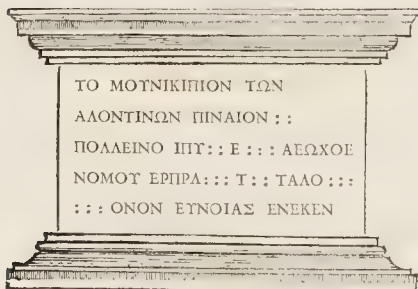 ΤΟ ΜΟΥΝΙΚΙΠΙΟΝ ΤΩΝ
ΑΛΟΝΤΙΝΩΝ ΠΙΝΑΙΟΝ : :
ΠΟΛΛΕΙΝΟ ΙΠΥ : : Ε : : : ΑΕΩΧΟΕ
ΝΟΜΟΥ ΕΡΠΡΑ : : : Τ : : ΤΑΛΟ : : :
: : : ΟΝΟΝ ΕΥΝΟΙΑΣ ΕΝΕΚΕΝ